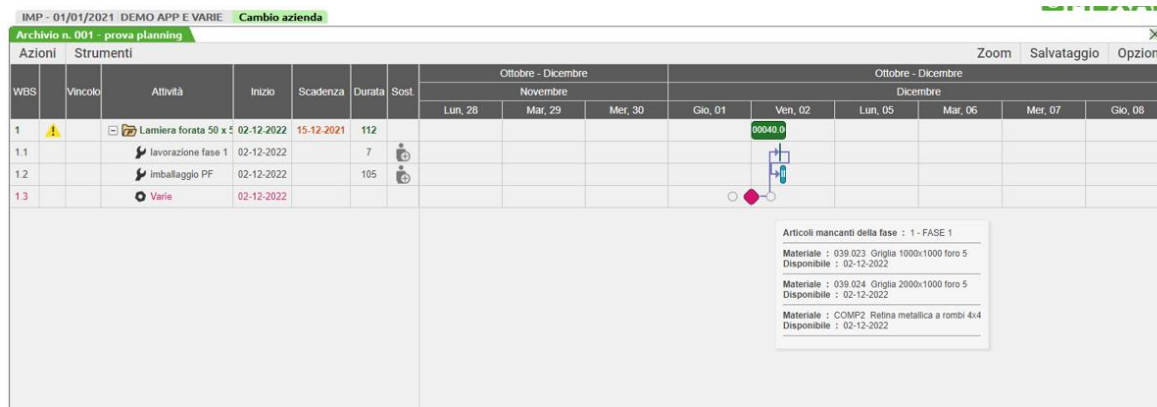 IMP - 01/01/2021 DEMO APP E VARIE Cambio azienda
Archivio n. 001 - prova planning
Azioni Strumenti Zoom Salvataggio Opzion
WBS Vincolo Attività Inizio Scadenza Durata Sost.
Ottobre - Dicembre Ottobre - Dicembre
Novembre Dicembre
Lun, 28 Mar, 29 Mer, 30 Gio, 01 Ven, 02 Lun, 05 Mar, 06 Mer, 07 Gio, 08
1 Lamiera forata 50 x 5 02-12-2022 15-12-2021 112 00040.0
1.1 lavorazione fase 1 02-12-2022 7
1.2 imballaggio PF 02-12-2022 105
1.3 Varie 02-12-2022
Articoli mancanti della fase : 1 - FASE 1
Materiale : 039.023 Griglia 1000x1000 foro 5
Disponibile : 02-12-2022
Materiale : 039.024 Griglia 2000x1000 foro 5
Disponibile : 02-12-2022
Materiale : COMP2 Retina metallica a rombi 4x4
Disponibile : 02-12-2022